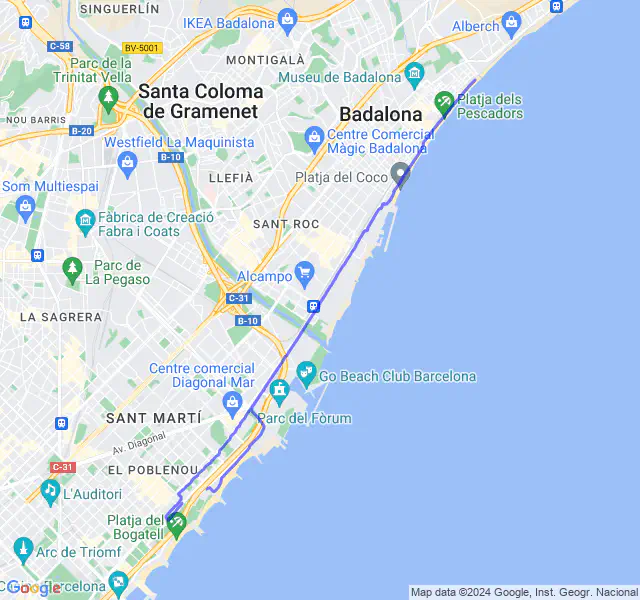 SINGUERLÍN
IKEA Badalona
Alberch
C-58
BV-5001
Parc de la
Trinitat Vella
MONTIGALÀ
Museu de Badalona
Santa Coloma
de Gramenet
Badalona
Platja dels
Pescadors
NOU BARRIS
B-20
Westfield La Maquinista
Centre Comercial
Màgic Badalona
B-10
LLEFIÀ
Platja del Coco
Som Multiespai
Fàbrica de Creació
Fabra i Coats
SANT ROC
Parc de
La Pegaso
Alcampo
C-31
LA SAGRERA
B-10
Centre comercial
Diagonal Mar
Go Beach Club Barcelona
SANT MARTÍ
Parc del Fòrum
Av. Diagonal
C-31
EL POBLENOU
L'Auditori
Platja del
Bogatell
Arc de Triomf
Barcelona
Google
Map data ©2024 Google, Inst. Geogr. Nacional